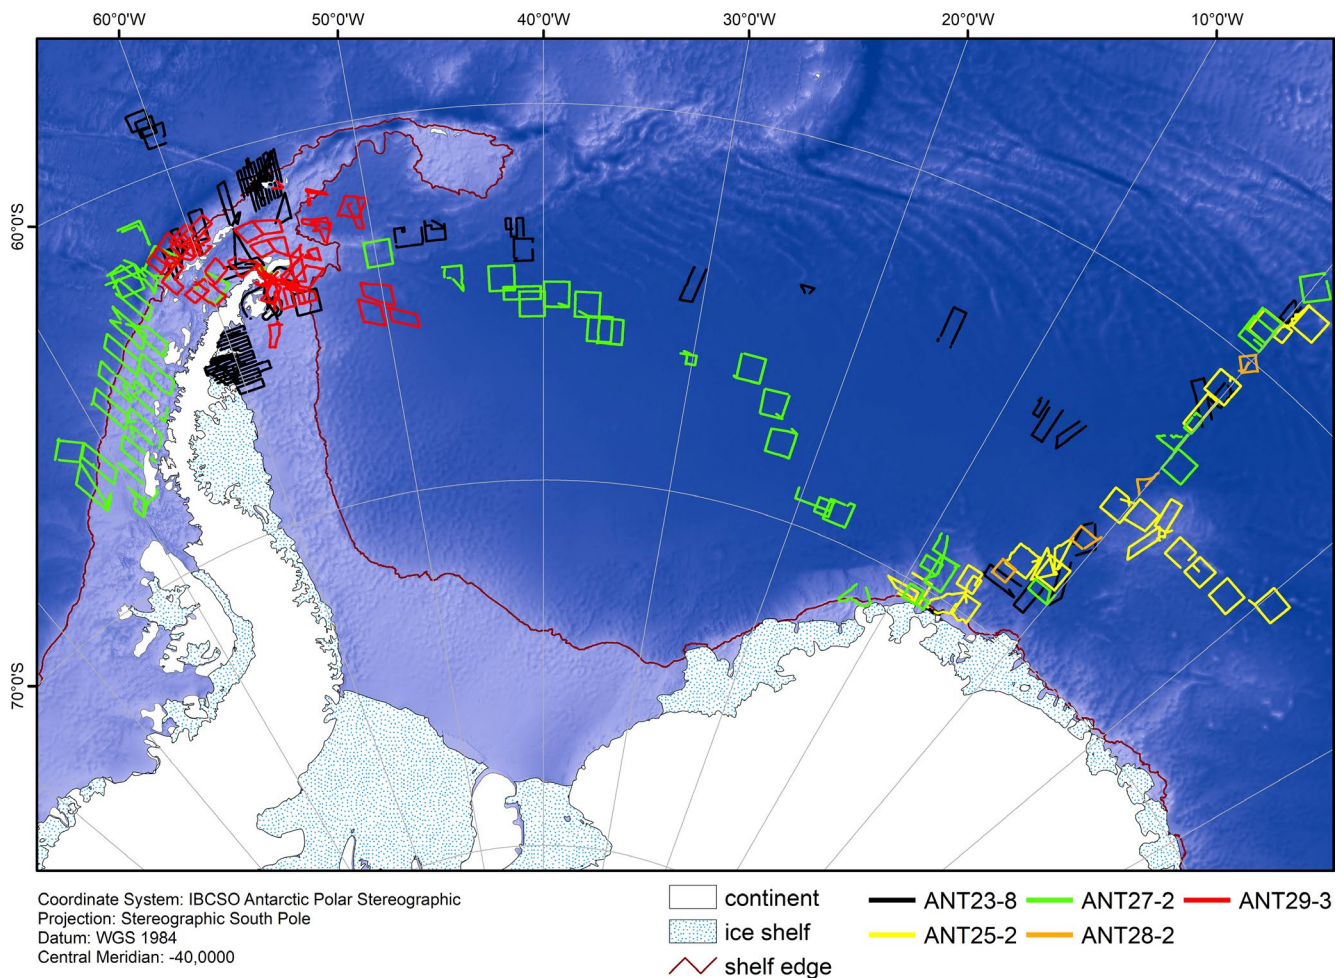 60°0'W 50°0'W 40°0'W 30°0'W 20°0'W 10°0'W
60°0'S
70°0'S
Coordinate System: IBCSO Antarctic Polar Stereographic
Projection: Stereographic South Pole
Datum: WGS 1984
Central Meridian: -40,0000
continent
ice shelf
shelf edge
ANT23-8 ANT27-2 ANT29-3
ANT25-2 ANT28-2